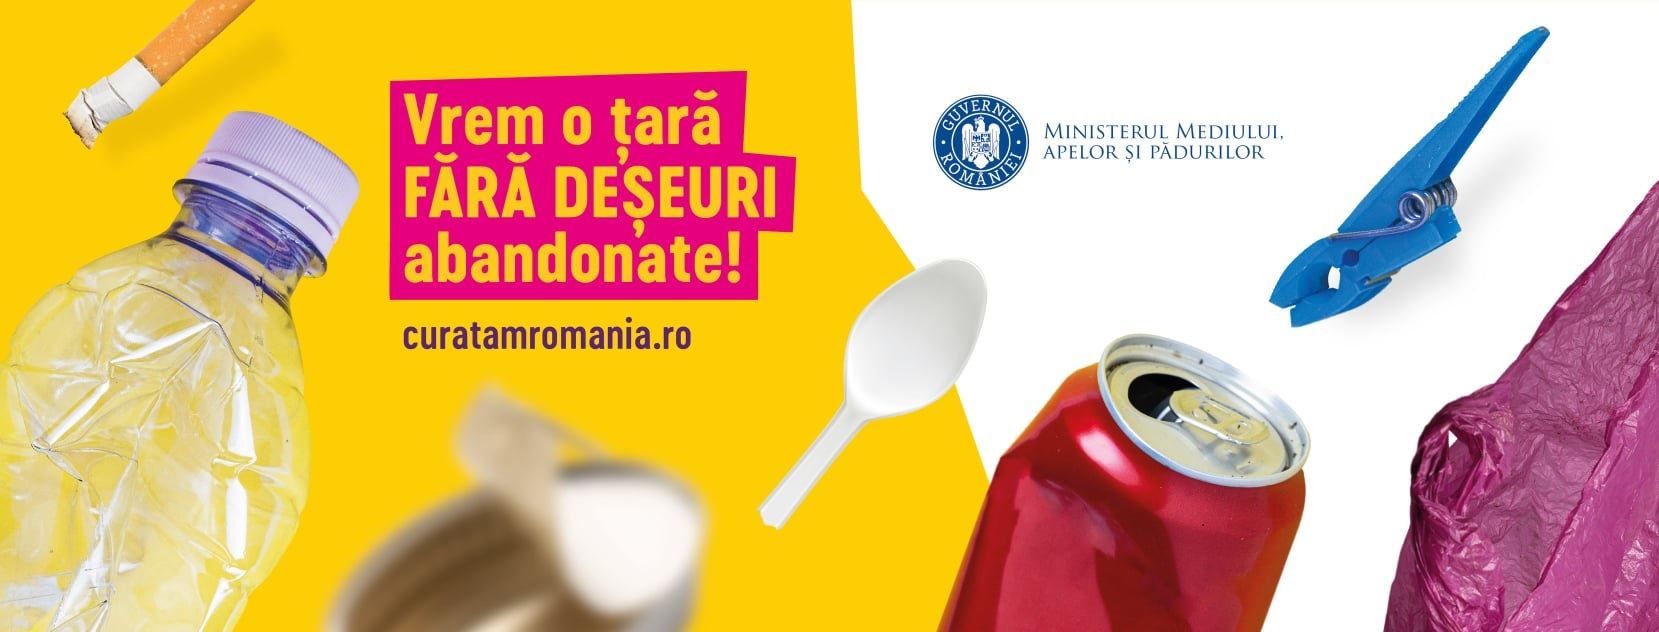 Vrem o țară
FĂRĂ DEȘEURI
abandonate!
curatamromania.ro
GUVERNUL ROMÂNIEI
MINISTERUL MEDIULUI,
APELOR ȘI PĂDURILOR